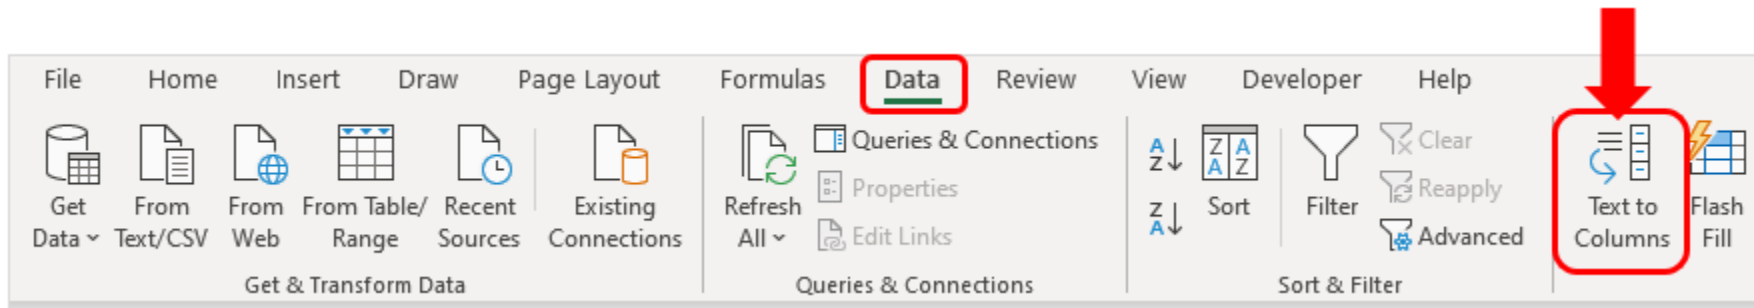 File Home Insert Draw Page Layout Formulas Data Review View Developer Help
Get Data
From Text/CSV
From Web
From Table/ Range
Recent Sources
Existing Connections
Get & Transform Data
Refresh All
Queries & Connections
Properties
Edit Links
Queries & Connections
A Z
Z A
Z A A Z
Sort
Filter
Clear
Reapply
Advanced
Sort & Filter
Text to Columns
Flash Fill